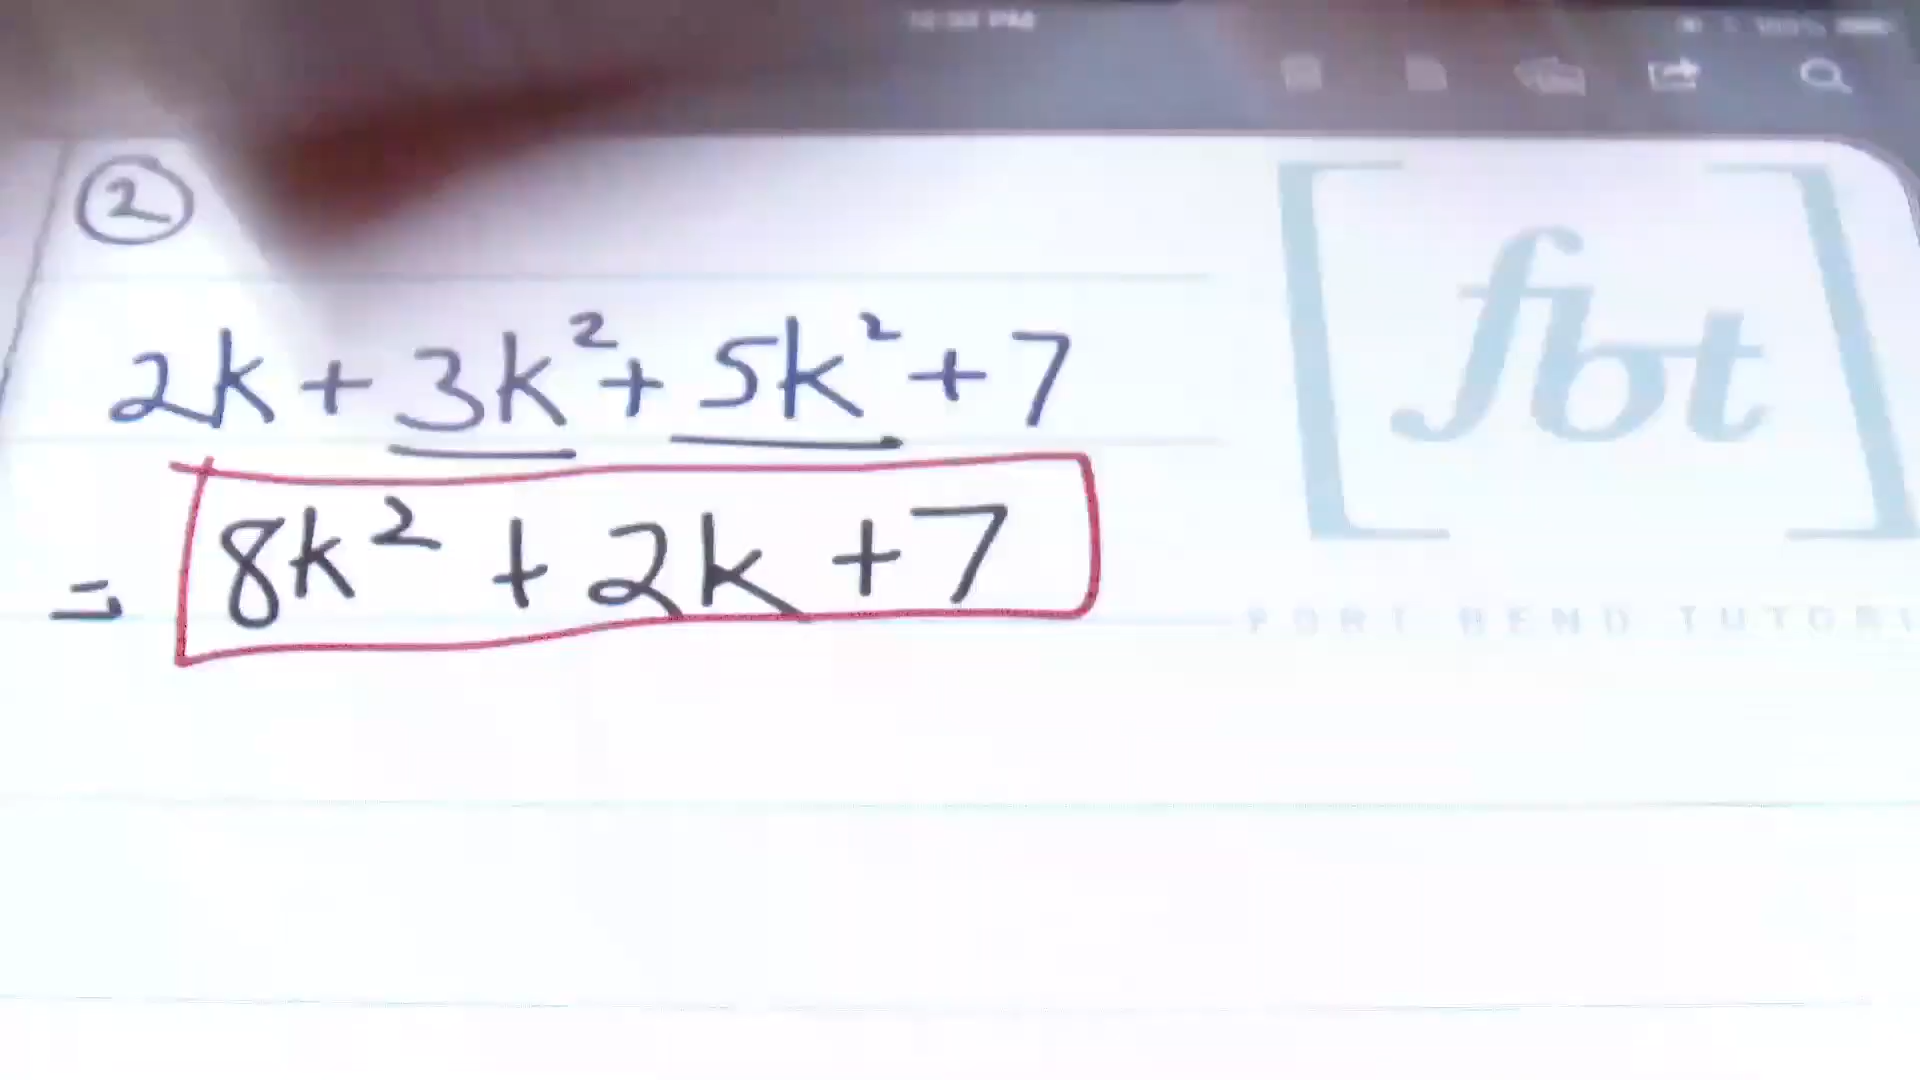 ②
2k + 3k² + 5k² + 7
= 8k² + 2k + 7
[fbt]
FORT BEND TUTORI